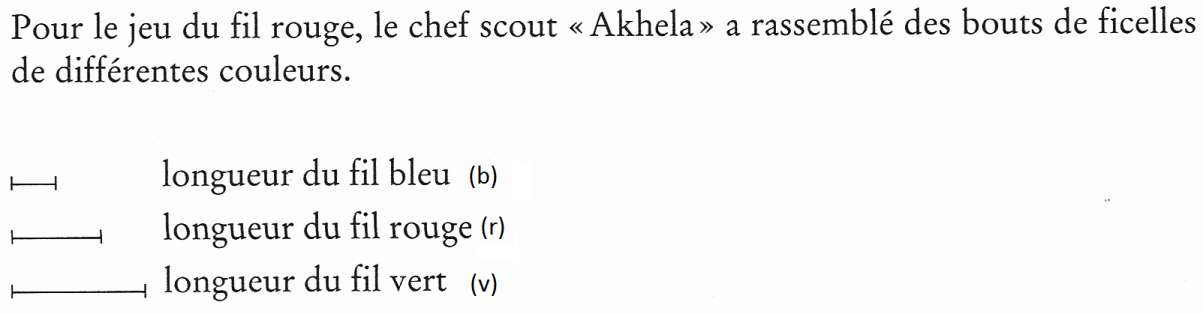 Pour le jeu du fil rouge, le chef scout « Akhela » a rassemblé des bouts de ficelles
de différentes couleurs.
longueur du fil bleu (b)
longueur du fil rouge (r)
longueur du fil vert (v)